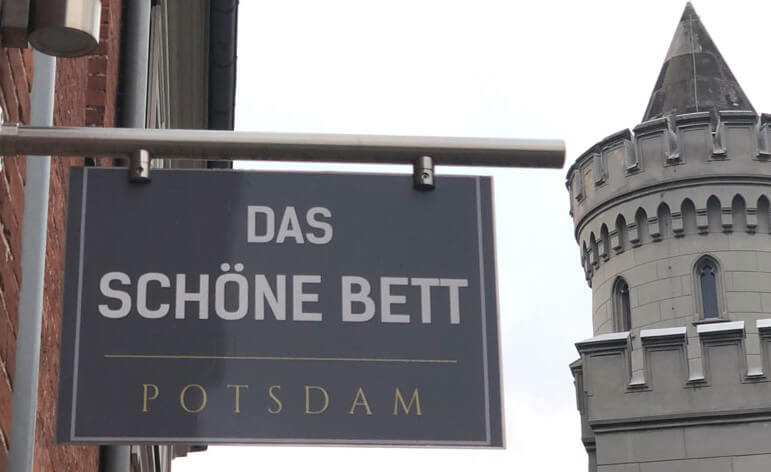 DAS
SCHÖNE BETT
POTSDAM